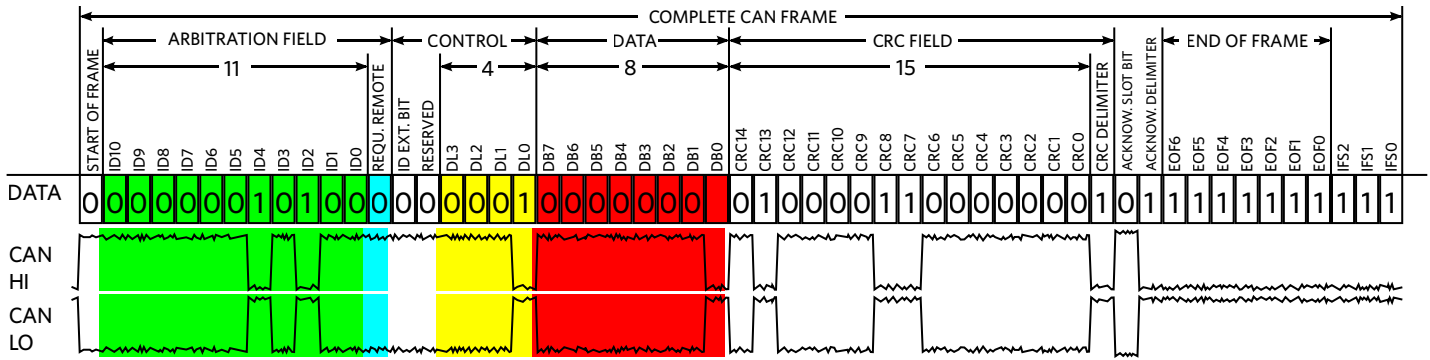 COMPLETE CAN FRAME
ARBITRATION FIELD CONTROL DATA CRC FIELD END OF FRAME
11 4 8 15
START OF FRAME
ID10
ID9
ID8
ID7
ID6
ID5
ID4
ID3
ID2
ID1
ID0
REQU. REMOTE
ID EXT. BIT
RESERVED
DL3
DL2
DL1
DL0
DB7
DB6
DB5
DB4
DB3
DB2
DB1
DB0
CRC14
CRC13
CRC12
CRC11
CRC10
CRC9
CRC8
CRC7
CRC6
CRC5
CRC4
CRC3
CRC2
CRC1
CRC0
CRC DELIMITER
ACKNOW. SLOT BIT
ACKNOW. DELIMITER
EOF6
EOF5
EOF4
EOF3
EOF2
EOF1
EOF0
IFS2
IFS1
IFS0
DATA 0 0 0 0 0 0 0 1 0 1 0 0 0 0 0 0 0 0 1 0 0 0 0 0 0 0 0 1 0 0 0 0 1 1 0 0 0 0 0 0 0 1 0 1 1 1 1 1 1 1 1 1 1 1
CAN
HI
CAN
LO